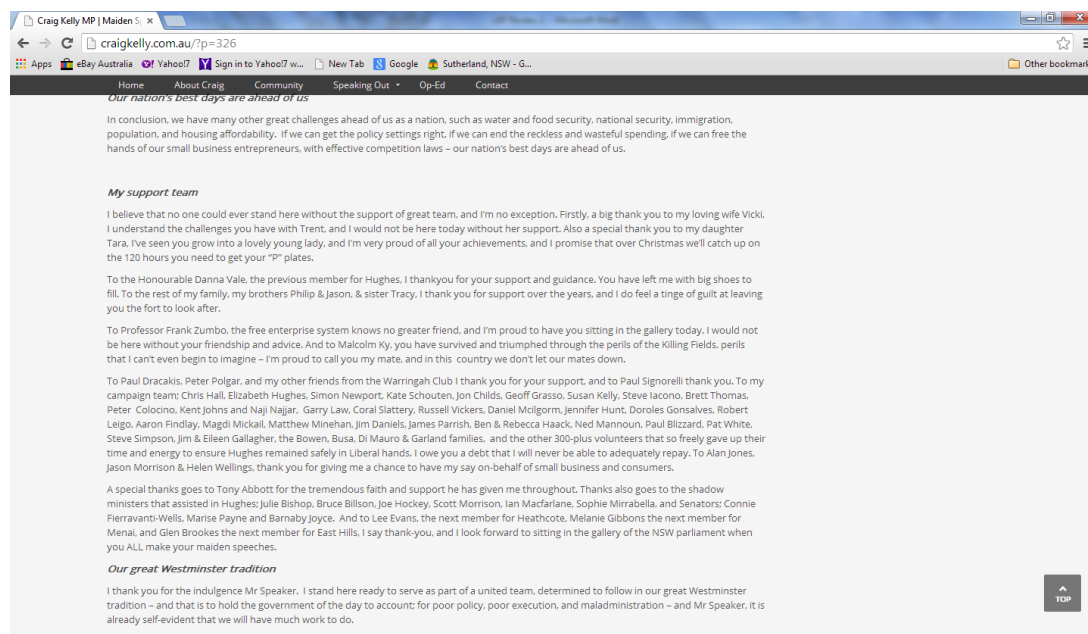 Craig Kelly MP | Maiden S
craigkelly.com.au/?p=326
Apps eBay Australia Yahoo!7 Sign in to Yahoo!7 w... New Tab Google Sutherland, NSW - G... Other bookmark
Home About Craig Community Speaking Out Op-Ed Contact
Our nation's best days are ahead of us
In conclusion, we have many other great challenges ahead of us as a nation, such as water and food security, national security, immigration,
population, and housing affordability. If we can get the policy settings right, if we can end the reckless and wasteful spending, if we can free the
hands of our small business entrepreneurs, with effective competition laws – our nation's best days are ahead of us.
My support team
I believe that no one could ever stand here without the support of great team, and I'm no exception. Firstly, a big thank you to my loving wife Vicki,
I understand the challenges you have with Trent, and I would not be here today without her support. Also a special thank you to my daughter
Tara, I've seen you grow into a lovely young lady, and I'm very proud of all your achievements, and I promise that over Christmas we'll catch up on
the 120 hours you need to get your "P" plates.
To the Honourable Danna Vale, the previous member for Hughes, I thankyou for your support and guidance. You have left me with big shoes to
fill. To the rest of my family, my brothers Philip & Jason, & sister Tracy, I thank you for support over the years, and I do feel a tinge of guilt at leaving
you the fort to look after.
To Professor Frank Zumbo, the free enterprise system knows no greater friend, and I'm proud to have you sitting in the gallery today. I would not
be here without your friendship and advice. And to Malcolm Ky, you have survived and triumphed through the perils of the Killing Fields, perils
that I can't even begin to imagine – I'm proud to call you my mate, and in this country we don't let our mates down.
To Paul Dracakis, Peter Polgar, and my other friends from the Warringah Club I thank you for your support, and to Paul Signorelli thank you. To my
campaign team; Chris Hall, Elizabeth Hughes, Simon Newport, Kate Schouten, Jon Childs, Geoff Grasso, Susan Kelly, Steve Iacono, Brett Thomas,
Peter Colocino, Kent Johns and Naji Najjar, Garry Law, Coral Slattery, Russell Vickers, Daniel Mcilgorm, Jennifer Hunt, Doroles Gonsalves, Robert
Leigo, Aaron Findlay, Magdi Mickail, Matthew Minehan, Jim Daniels, James Parrish, Ben & Rebecca Haack, Ned Mannoun, Paul Blizzard, Pat White,
Steve Simpson, Jim & Eileen Gallagher, the Bowen, Busa, Di Mauro & Garland families, and the other 300-plus volunteers that so freely gave up their
time and energy to ensure Hughes remained safely in Liberal hands. I owe you a debt that I will never be able to adequately repay. To Alan Jones,
Jason Morrison & Helen Wellings, thank you for giving me a chance to have my say on-behalf of small business and consumers.
A special thanks goes to Tony Abbott for the tremendous faith and support he has given me throughout. Thanks also goes to the shadow
ministers that assisted in Hughes; Julie Bishop, Bruce Billson, Joe Hockey, Scott Morrison, Ian Macfarlane, Sophie Mirrabella, and Senators; Connie
Fierravanti-Wells, Marise Payne and Barnaby Joyce. And to Lee Evans, the next member for Heathcote, Melanie Gibbons the next member for
Menai, and Glen Brookes the next member for East Hills, I say thank-you, and I look forward to sitting in the gallery of the NSW parliament when
you ALL make your maiden speeches.
Our great Westminster tradition
I thank you for the indulgence Mr Speaker. I stand here ready to serve as part of a united team, determined to follow in our great Westminster
tradition – and that is to hold the government of the day to account; for poor policy, poor execution, and maladministration – and Mr Speaker, it is
already self-evident that we will have much work to do.
TOP